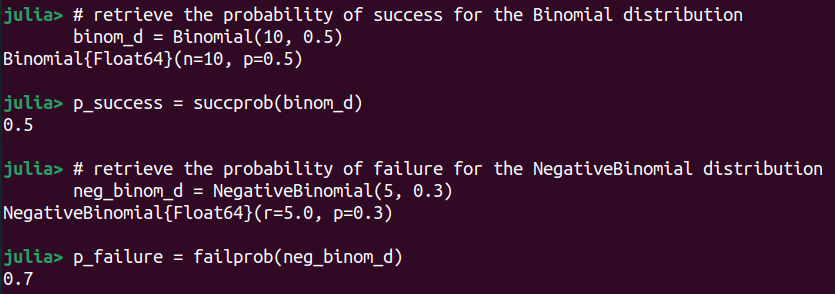 julia> # retrieve the probability of success for the Binomial distribution
       binom_d = Binomial(10, 0.5)
Binomial{Float64}(n=10, p=0.5)
julia> p_success = succprob(binom_d)
0.5
julia> # retrieve the probability of failure for the NegativeBinomial distribution
       neg_binom_d = NegativeBinomial(5, 0.3)
NegativeBinomial{Float64}(r=5.0, p=0.3)
julia> p_failure = failprob(neg_binom_d)
0.7